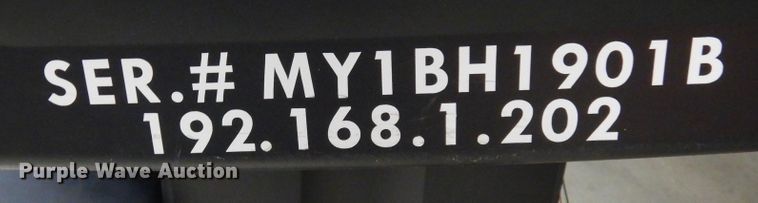 SER.# MY1BH1901B
192.168.1.202
Purple Wave Auction